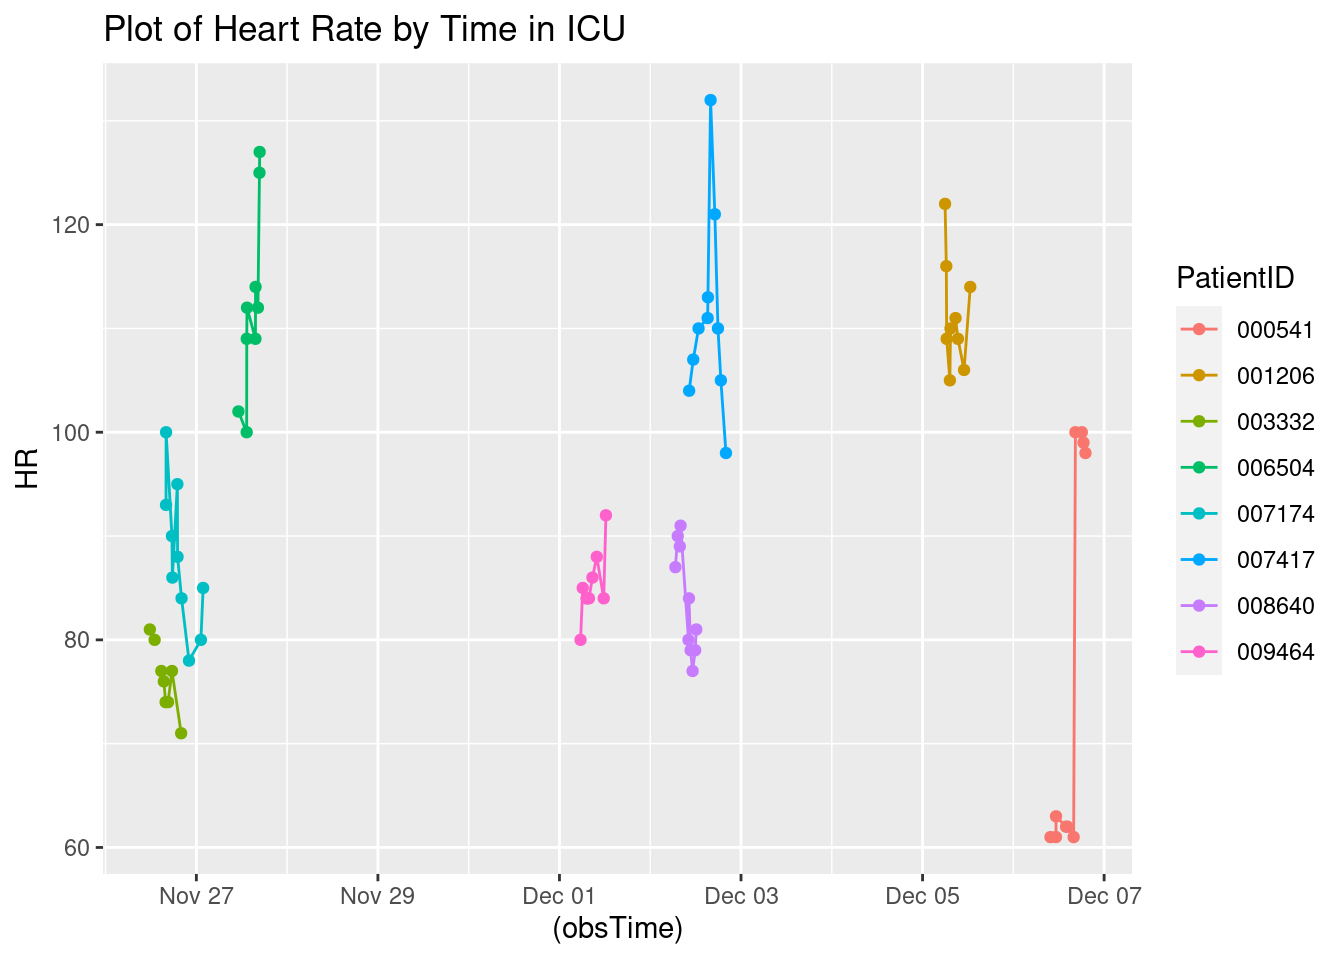 Plot of Heart Rate by Time in ICU
120
100
80
60
HR
Nov 27 Nov 29 Dec 01 Dec 03 Dec 05 Dec 07
(obsTime)
PatientID
000541
001206
003332
006504
007174
007417
008640
009464